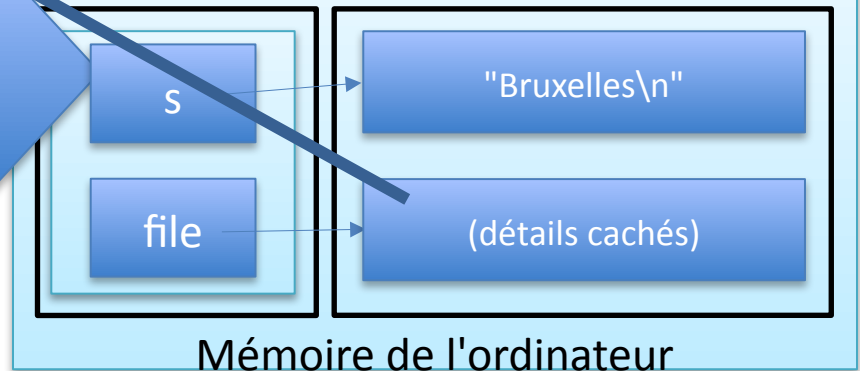 s
"Bruxelles\n"
file
(détails cachés)
Mémoire de l'ordinateur